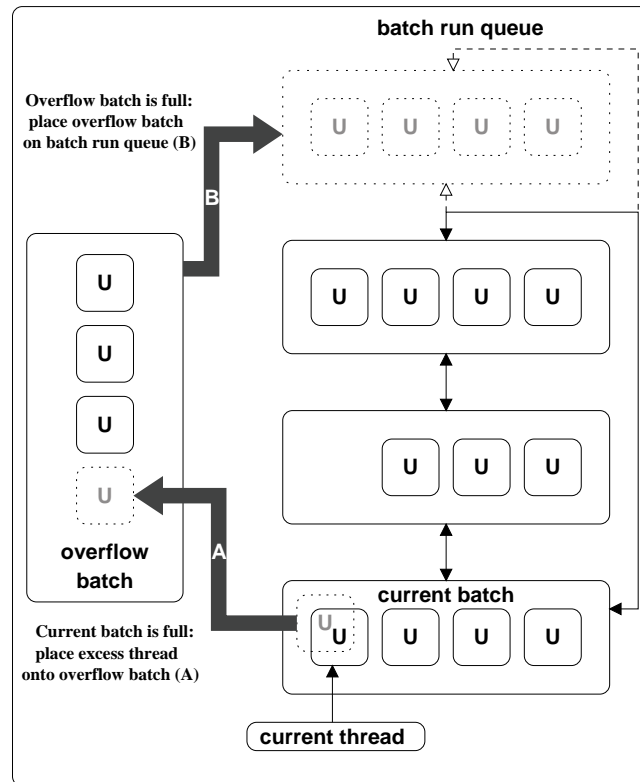 batch run queue
Overflow batch is full:
place overflow batch
on batch run queue (B)
U U U U
B
U
U
U
U
overflow
batch
U U U U
U U U
A
current batch
U
U U U U
Current batch is full:
place excess thread
onto overflow batch (A)
current thread